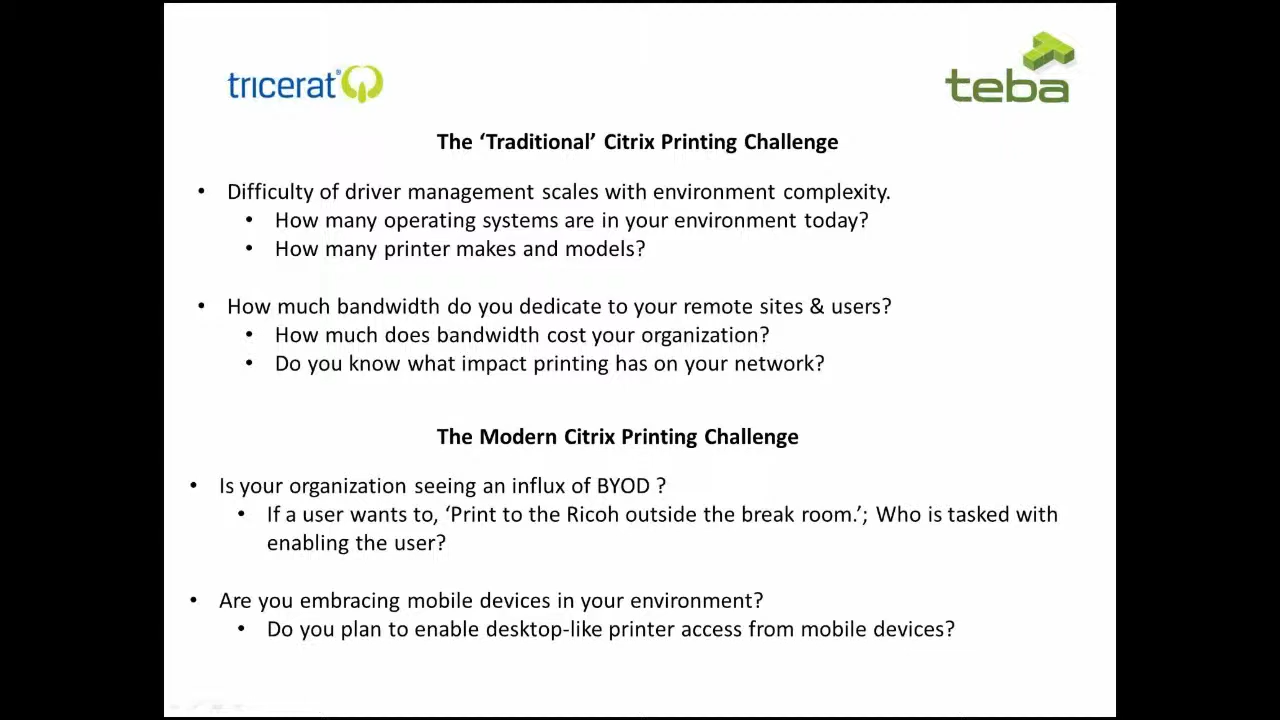 tricerat®
teba
The ‘Traditional’ Citrix Printing Challenge
• Difficulty of driver management scales with environment complexity.
• How many operating systems are in your environment today?
• How many printer makes and models?
• How much bandwidth do you dedicate to your remote sites & users?
• How much does bandwidth cost your organization?
• Do you know what impact printing has on your network?
The Modern Citrix Printing Challenge
• Is your organization seeing an influx of BYOD ?
• If a user wants to, ‘Print to the Ricoh outside the break room.’; Who is tasked with
enabling the user?
• Are you embracing mobile devices in your environment?
• Do you plan to enable desktop-like printer access from mobile devices?